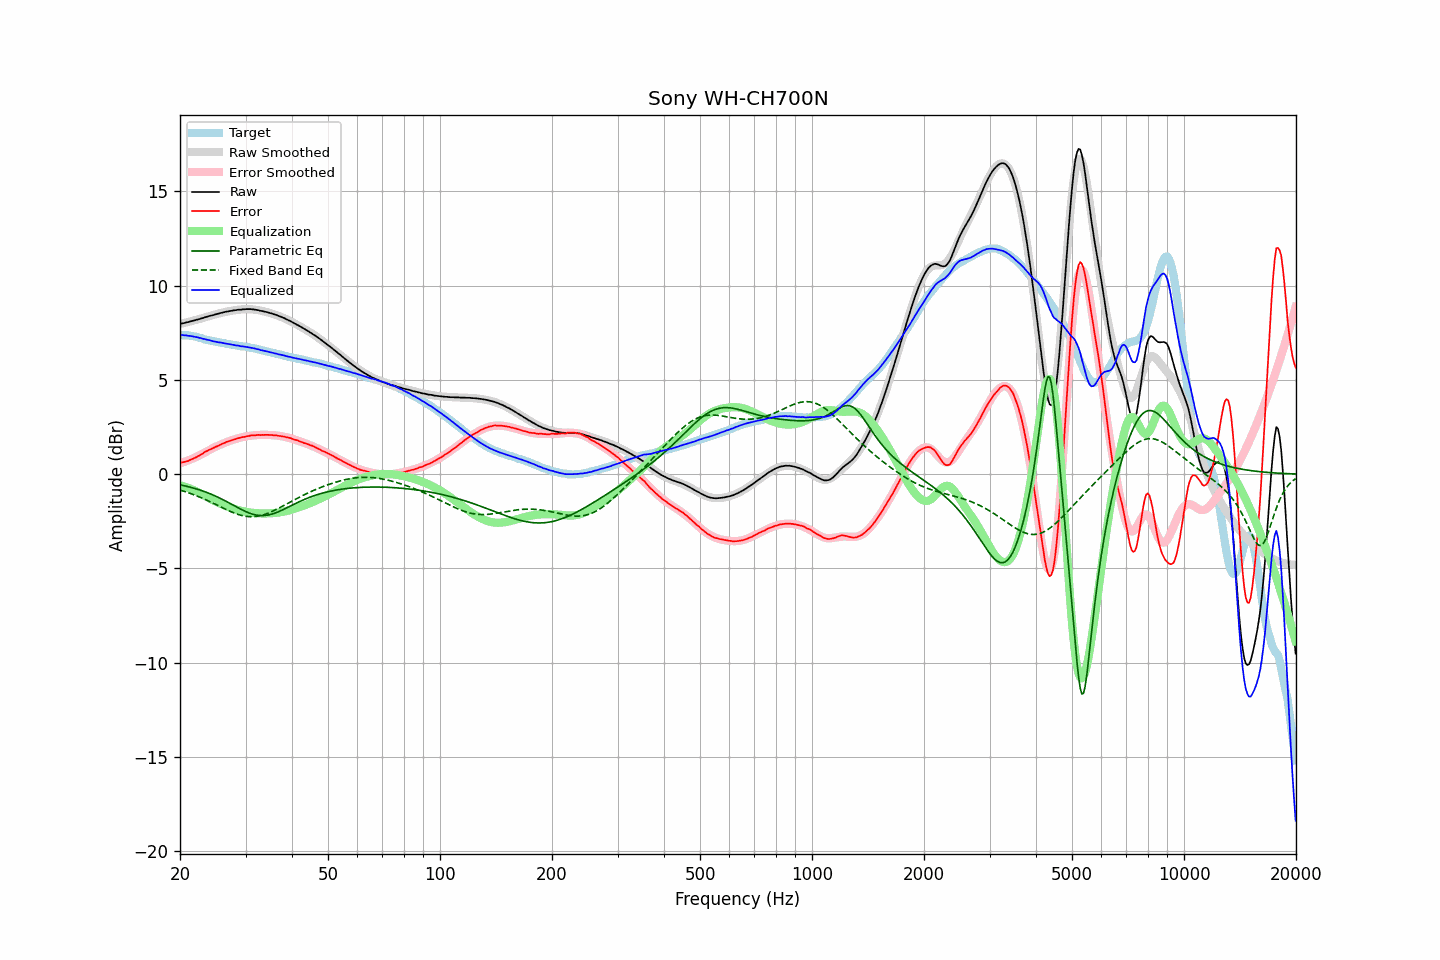 Sony WH-CH700N
Target
Raw Smoothed
Error Smoothed
Raw
Error
Equalization
Parametric Eq
Fixed Band Eq
Equalized
15
10
5
0
−5
−10
−15
−20
Amplitude (dBr)
20 50 100 200 500 1000 2000 5000 10000 20000
Frequency (Hz)